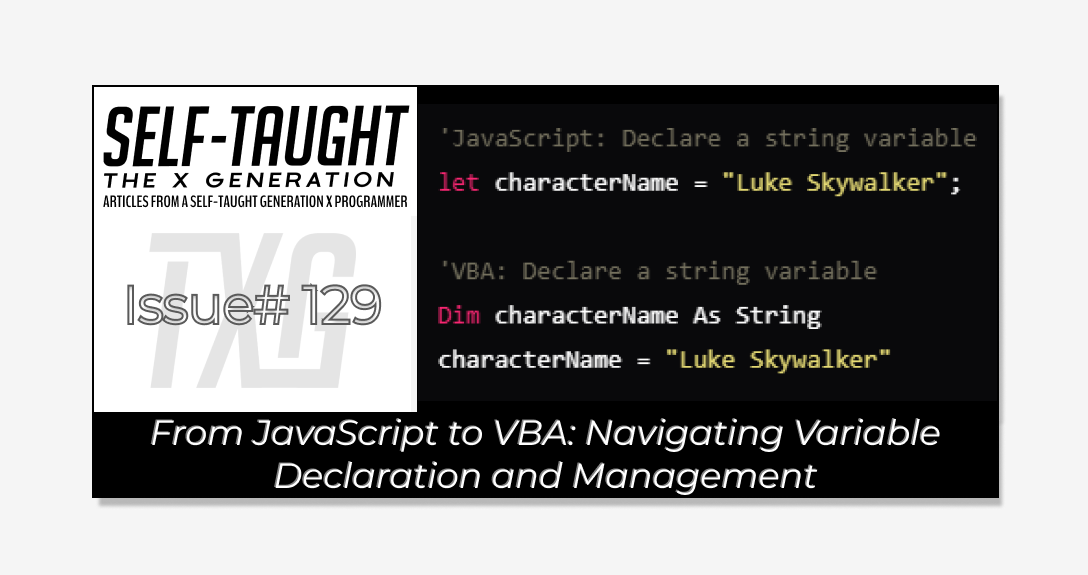 SELF-TAUGHT
THE X GENERATION
ARTICLES FROM A SELF-TAUGHT GENERATION X PROGRAMMER
TXG
Issue# 129
'JavaScript: Declare a string variable
let characterName = "Luke Skywalker";
'VBA: Declare a string variable
Dim characterName As String
characterName = "Luke Skywalker"
From JavaScript to VBA: Navigating Variable
Declaration and Management